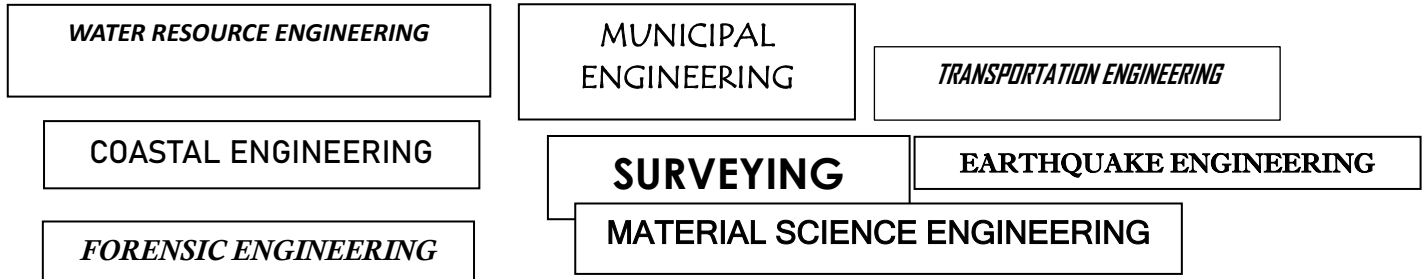 WATER RESOURCE ENGINEERING
MUNICIPAL
ENGINEERING
TRANSPORTATION ENGINEERING
COASTAL ENGINEERING
SURVEYING
EARTHQUAKE ENGINEERING
MATERIAL SCIENCE ENGINEERING
FORENSIC ENGINEERING